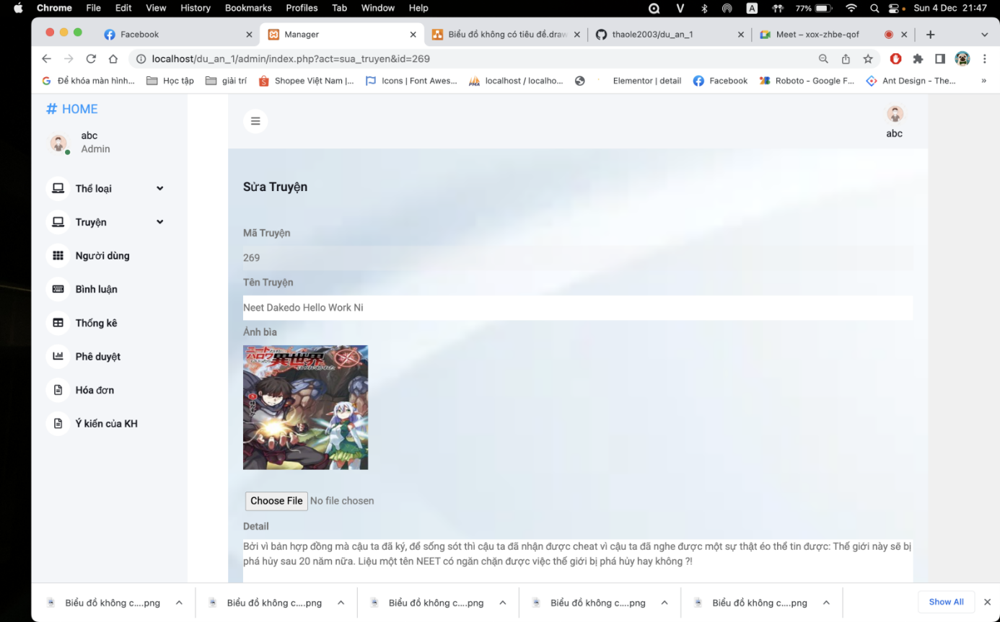 Chrome File Edit View History Bookmarks Profiles Tab Window Help V A 77% Sun 4 Dec 21:47
Facebook Manager Biểu đồ không có tiêu đề.draw thaole2003/du_an_1 Meet – xox-zhbe-qof
localhost/du_an_1/admin/index.php?act=sua_truyen&id=269
Để khóa màn hình... Học tập giải trí Shopee Việt Nam |... Icons | Font Awes... localhost / localho... Elementor | detail Facebook Roboto - Google F... Ant Design - The... »
# HOME
abc
Admin
abc
Thể loại
Truyện
Người dùng
Bình luận
Thống kê
Phê duyệt
Hóa đơn
Ý kiến của KH
Sửa Truyện
Mã Truyện
269
Tên Truyện
Neet Dakedo Hello Work Ni
Ảnh bìa
異世界
Choose File No file chosen
Detail
Bởi vì bản hợp đồng mà cậu ta đã ký, để sống sót thì cậu ta đã nhận được cheat vì cậu ta đã nghe được một sự thật éo thể tin được: Thế giới này sẽ bị
phá hủy sau 20 năm nữa. Liệu một tên NEET có ngăn chặn được việc thế giới bị phá hủy hay không ?!
Biểu đồ không c....png Biểu đồ không c....png Biểu đồ không c....png Biểu đồ không c....png Biểu đồ không c....png Show All